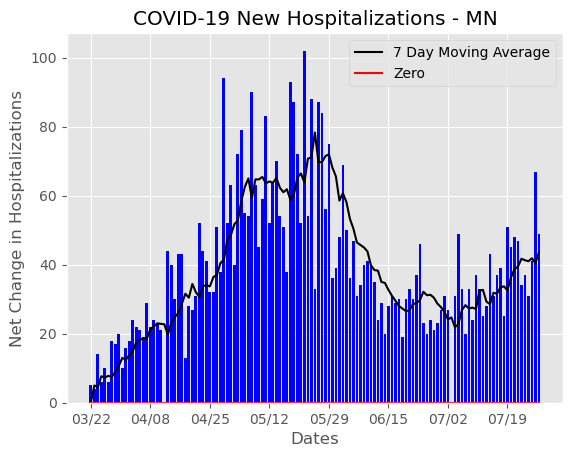 COVID-19 New Hospitalizations - MN
7 Day Moving Average
Zero
Net Change in Hospitalizations
100
80
60
40
20
0
03/22 04/08 04/25 05/12 05/29 06/15 07/02 07/19
Dates